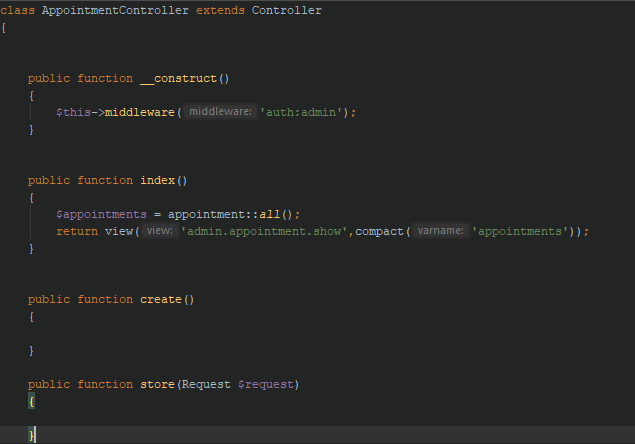 class AppointmentController extends Controller
{
public function __construct()
{
$this->middleware( middleware: 'auth:admin');
}
public function index()
{
$appointments = appointment::all();
return view( view: 'admin.appointment.show',compact( varname: 'appointments'));
}
public function create()
{
}
public function store(Request $request)
{
}